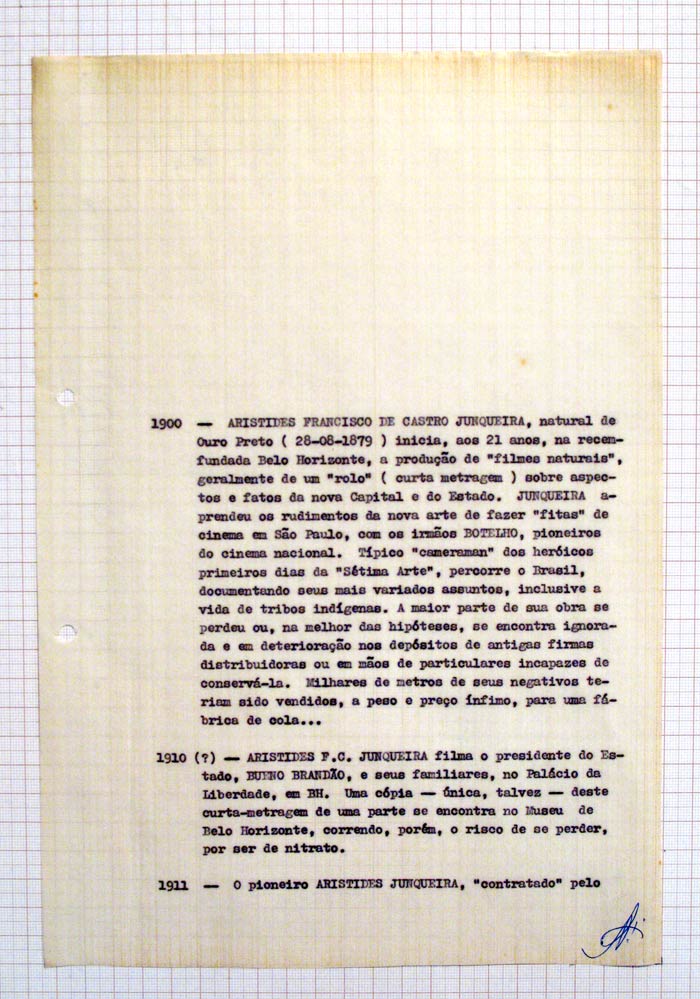 1900 — ARISTIDES FRANCISCO DE CASTRO JUNQUEIRA, natural de
Ouro Preto ( 28-08-1879 ) inicia, aos 21 anos, na recem-
fundada Belo Horizonte, a produção de "filmes naturais",
geralmente de um "rolo" ( curta metragem ) sobre aspec-
tos e fatos da nova Capital e do Estado. JUNQUEIRA a-
prendeu os rudimentos da nova arte de fazer "fitas" de
cinema em São Paulo, com os irmãos BOTELHO, pioneiros
do cinema nacional. Típico "cameraman" dos heróicos
primeiros dias da "Sétima Arte", percorre o Brasil,
documentando seus mais variados assuntos, inclusive a
vida de tribos indígenas. A maior parte de sua obra se
perdeu ou, na melhor das hipóteses, se encontra ignora-
da e em deterioração nos depósitos de antigas firmas
distribuidoras ou em mãos de particulares incapazes de
conservá-la. Milhares de metros de seus negativos te-
riam sido vendidos, a peso e preço ínfimo, para uma fá-
brica de cola...
1910 (?) — ARISTIDES F.C. JUNQUEIRA filma o presidente do Es-
tado, BUENO BRANDÃO, e seus familiares, no Palácio da
Liberdade, em BH. Uma cópia — única, talvez — deste
curta-metragem de uma parte se encontra no Museu de
Belo Horizonte, correndo, porém, o risco de se perder,
por ser de nitrato.
1911 — O pioneiro ARISTIDES JUNQUEIRA, "contratado" pelo